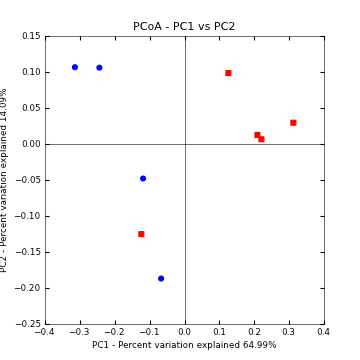 PCoA - PC1 vs PC2
0.15
0.10
0.05
0.00
−0.05
−0.10
−0.15
−0.20
−0.25
PC2 - Percent variation explained 14.09%
−0.4 −0.3 −0.2 −0.1 0.0 0.1 0.2 0.3 0.4
PC1 - Percent variation explained 64.99%